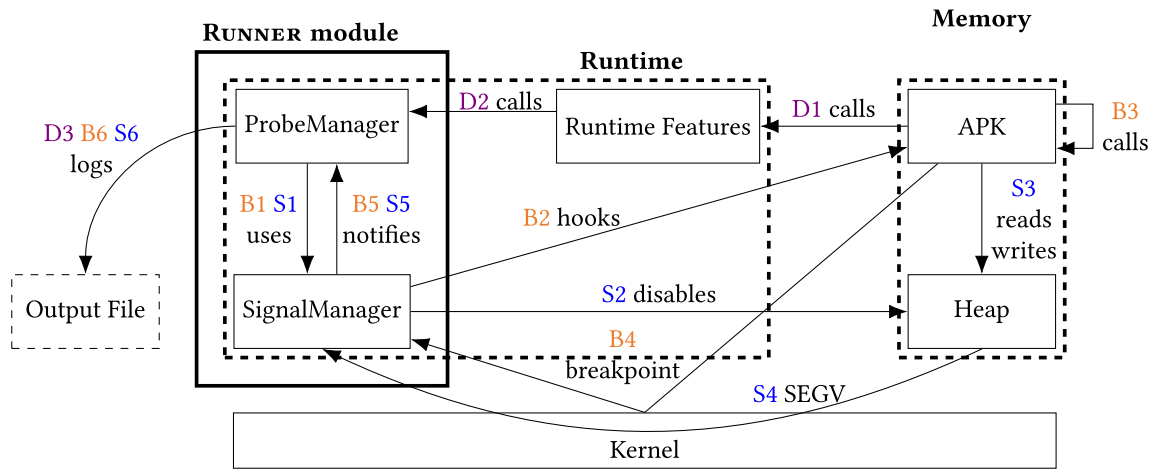 Runner module
Memory
Runtime
ProbeManager
D2 calls
Runtime Features
D1 calls
APK
B3
calls
D3 B6 S6
logs
B1 S1
uses
B5 S5
notifies
B2 hooks
S3
reads
writes
Output File
SignalManager
S2 disables
Heap
B4
breakpoint
S4 SEGV
Kernel